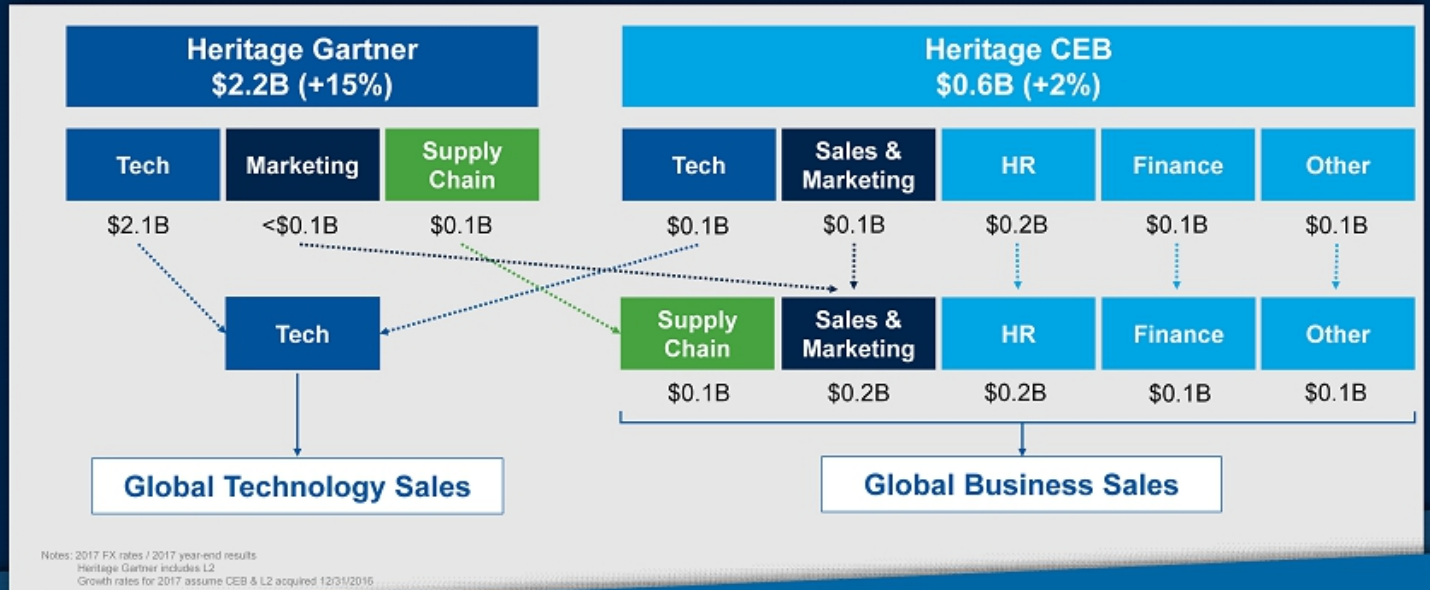 Heritage Gartner
$2.2B (+15%)
Heritage CEB
$0.6B (+2%)
Tech
Marketing
Supply
Chain
Tech
Sales &
Marketing
HR
Finance
Other
$2.1B
<$0.1B
$0.1B
$0.1B
$0.1B
$0.2B
$0.1B
$0.1B
Tech
Supply
Chain
Sales &
Marketing
HR
Finance
Other
$0.1B
$0.2B
$0.2B
$0.1B
$0.1B
Global Technology Sales
Global Business Sales
Notes: 2017 FX rates / 2017 year-end results
Heritage Gartner includes L2
Growth rates for 2017 assume CEB & L2 acquired 12/31/2016